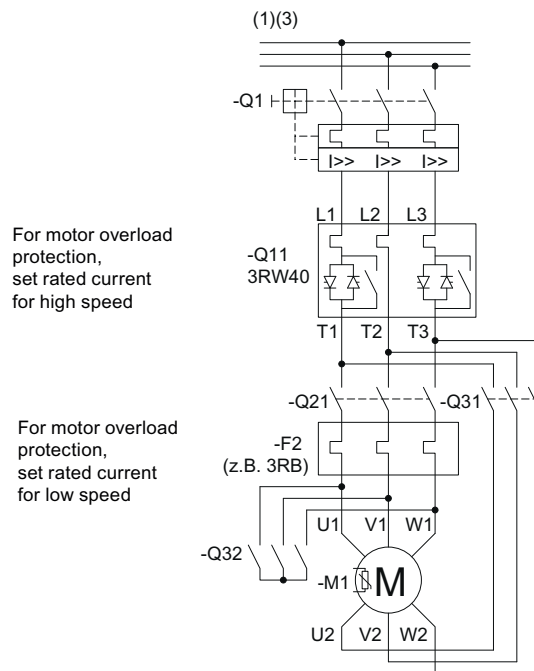 (1)(3)
-Q1
I>> I>> I>>
L1 L2 L3
For motor overload
protection,
set rated current
for high speed
-Q11
3RW40
T1 T2 T3
-Q21 -Q31
For motor overload
protection,
set rated current
for low speed
-F2
(z.B. 3RB)
U1 V1 W1
-Q32
-M1 M
U2 V2 W2